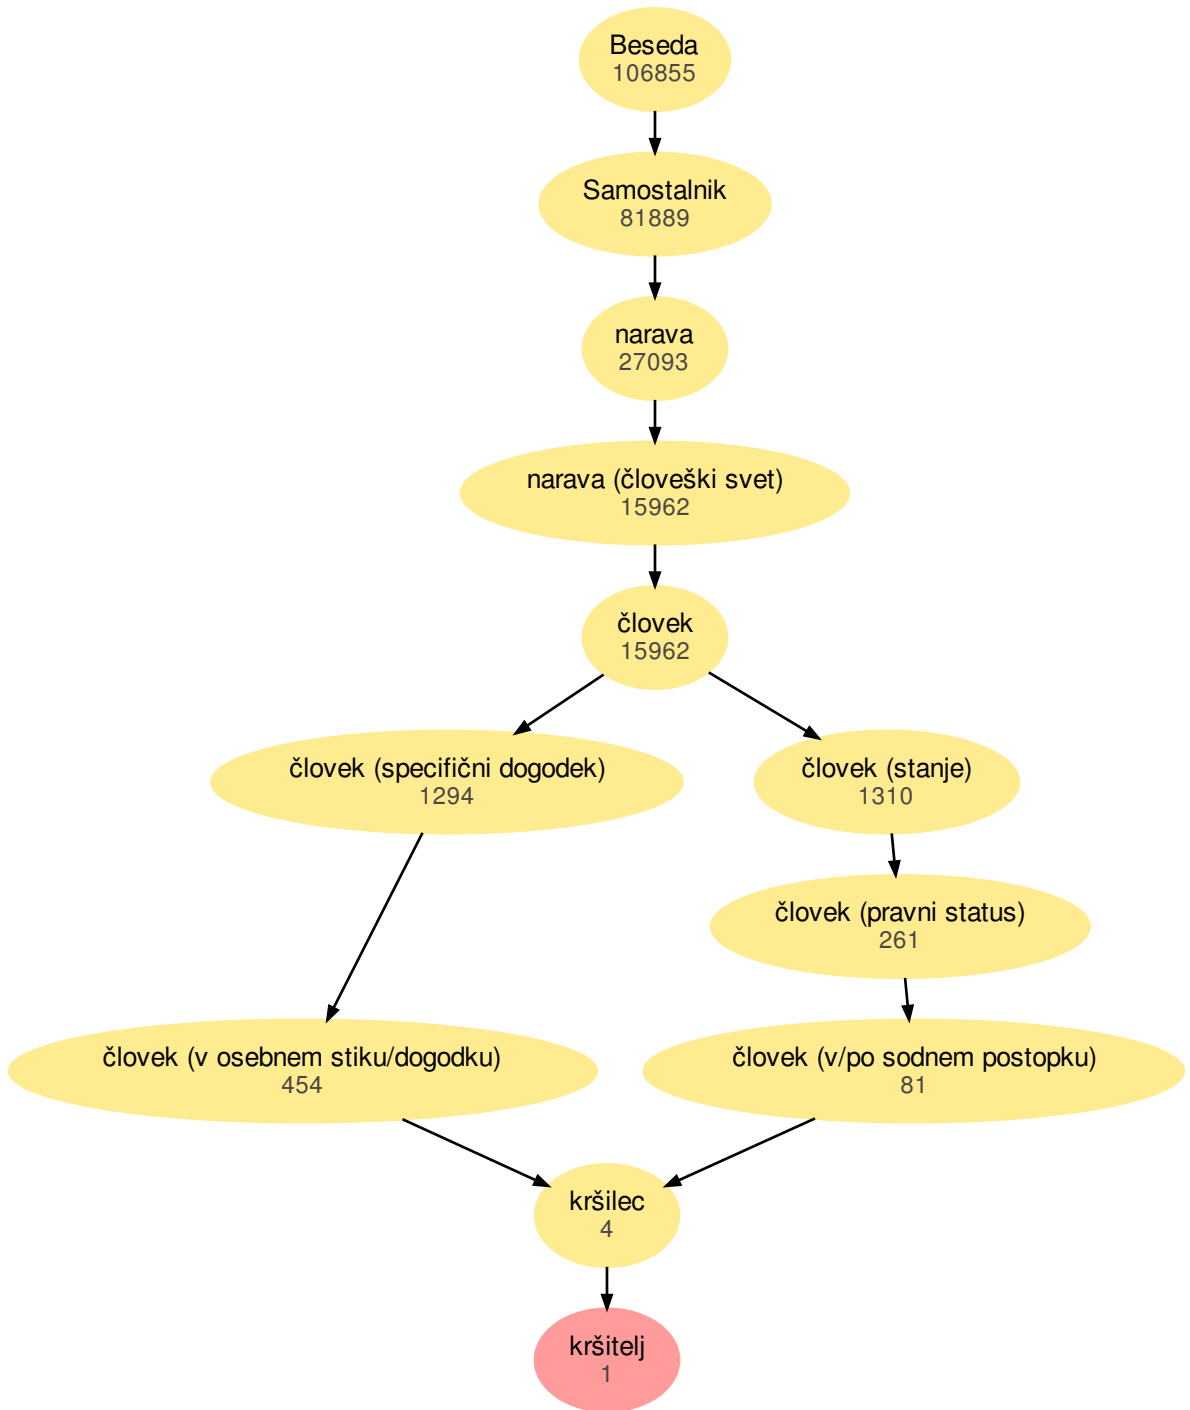 Beseda
106855
Samostalnik
81889
narava
27093
narava (človeški svet)
15962
človek
15962
človek (specifični dogodek)
1294
človek (stanje)
1310
človek (pravni status)
261
človek (v osebnem stiku/dogodku)
454
človek (v/po sodnem postopku)
81
kršilec
4
kršitelj
1